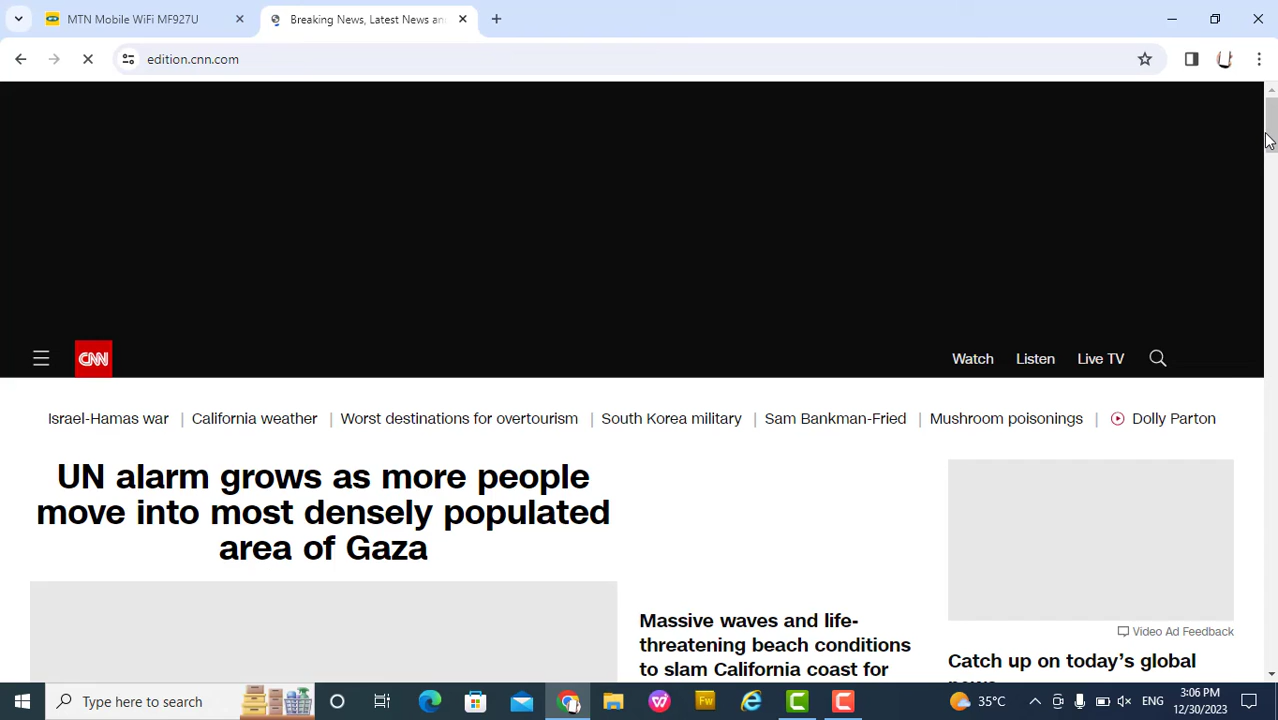 MTN Mobile WiFi MF927U
Breaking News, Latest News an
edition.cnn.com
CNN Watch Listen Live TV
Israel-Hamas war | California weather | Worst destinations for overtourism | South Korea military | Sam Bankman-Fried | Mushroom poisonings | Dolly Parton
UN alarm grows as more people
move into most densely populated
area of Gaza
Massive waves and life-
threatening beach conditions
to slam California coast for
Video Ad Feedback
Catch up on today’s global
Type here to search
W
Fw
C
C
35°C
ENG
3:06 PM
12/30/2023